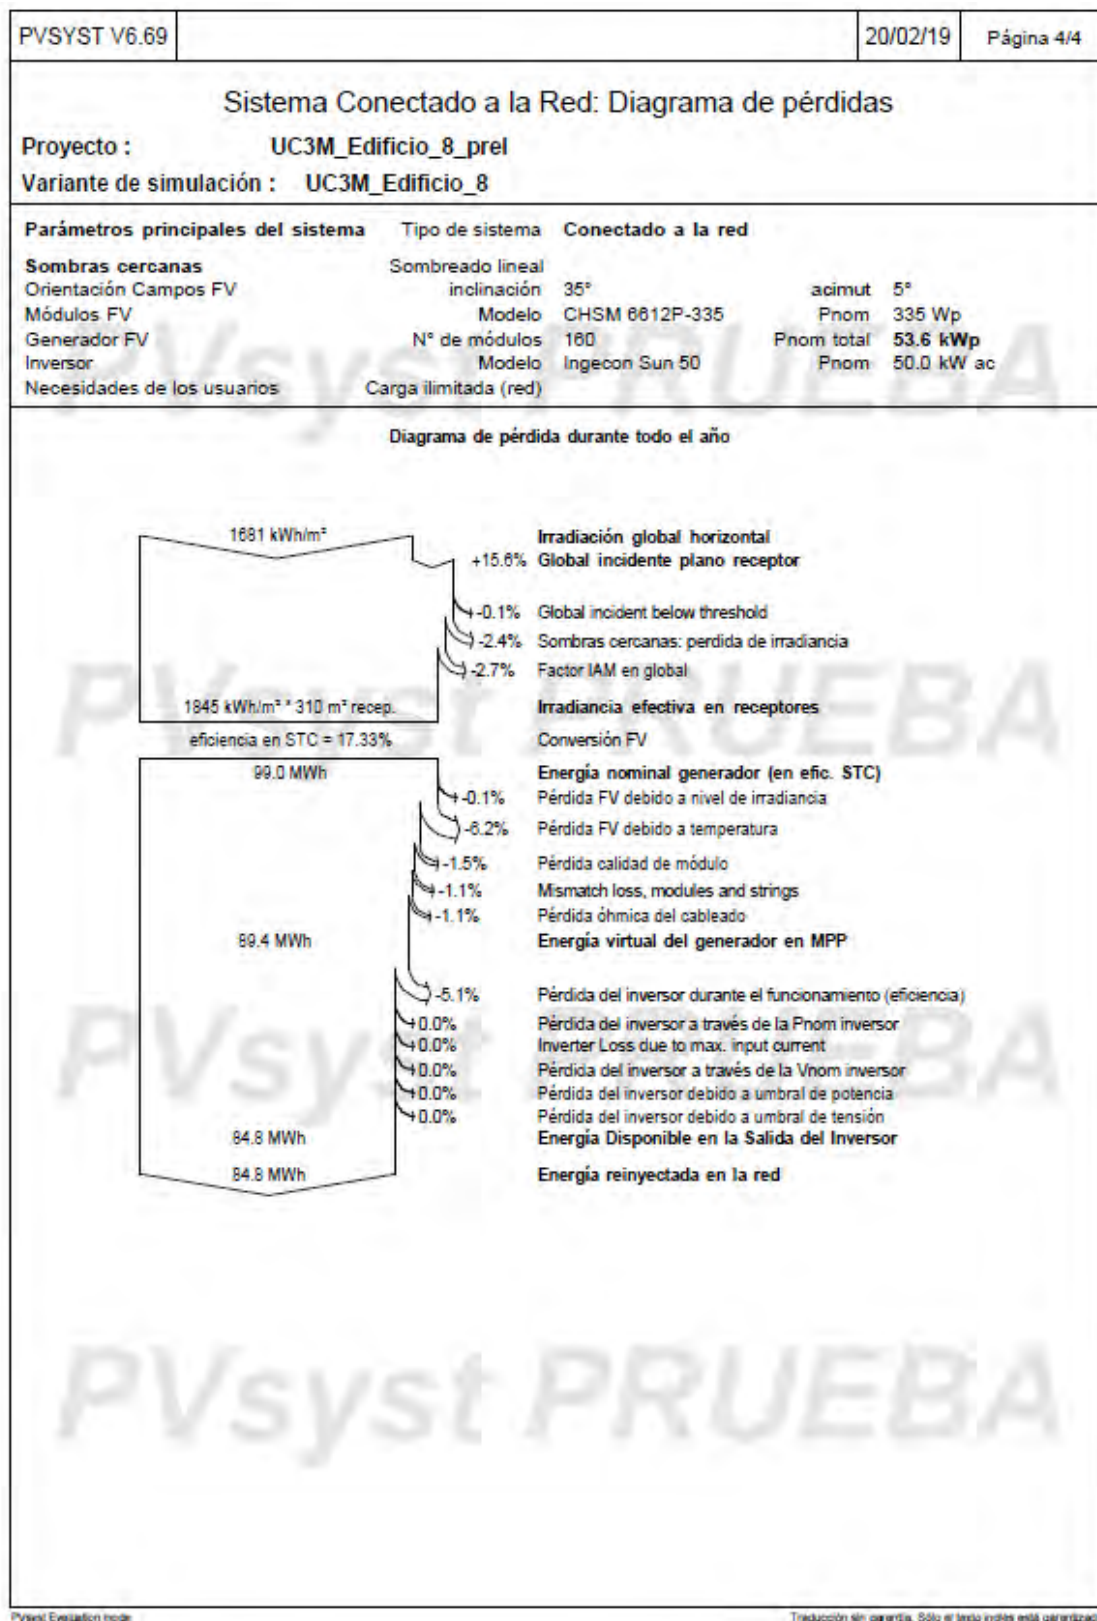 PVSYST V6.69 20/02/19 Página 4/4
Sistema Conectado a la Red: Diagrama de pérdidas
Proyecto : UC3M_Edificio_8_prel
Variante de simulación : UC3M_Edificio_8
Parámetros principales del sistema Tipo de sistema Conectado a la red
Sombras cercanas Sombreado lineal
Orientación Campos FV inclinación 35° acimut 5°
Módulos FV Modelo CHSM 6612P-335 Pnom 335 Wp
Generador FV N° de módulos 160 Pnom total 53.6 kWp
Inversor Modelo Ingecon Sun 50 Pnom 50.0 kW ac
Necesidades de los usuarios Carga ilimitada (red)
PVsyst PRUEBA
Diagrama de pérdida durante todo el año
1681 kWh/m² Irradiación global horizontal
+15.6% Global incidente plano receptor
-0.1% Global incident below threshold
-2.4% Sombras cercanas: perdida de irradiancia
-2.7% Factor IAM en global
PVsyst PRUEBA
1845 kWh/m² * 310 m² recep. Irradiancia efectiva en receptores
eficiencia en STC = 17.33% Conversión FV
99.0 MWh Energía nominal generador (en efic. STC)
-0.1% Pérdida FV debido a nivel de irradiancia
-6.2% Pérdida FV debido a temperatura
-1.5% Pérdida calidad de módulo
-1.1% Mismatch loss, modules and strings
-1.1% Pérdida óhmica del cableado
89.4 MWh Energía virtual del generador en MPP
-5.1% Pérdida del inversor durante el funcionamiento (eficiencia)
0.0% Pérdida del inversor a través de la Pnom inversor
0.0% Inverter Loss due to max. input current
PVsyst PRUEBA
0.0% Pérdida del inversor a través de la Vnom inversor
0.0% Pérdida del inversor debido a umbral de potencia
0.0% Pérdida del inversor debido a umbral de tensión
84.8 MWh Energía Disponible en la Salida del Inversor
84.8 MWh Energía reinyectada en la red
PVsyst PRUEBA
PVsyst Evaluation mode Traducción sin garantía, Sólo el texto inglés está garantizado